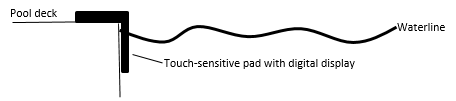 Pool deck
Waterline
Touch-sensitive pad with digital display